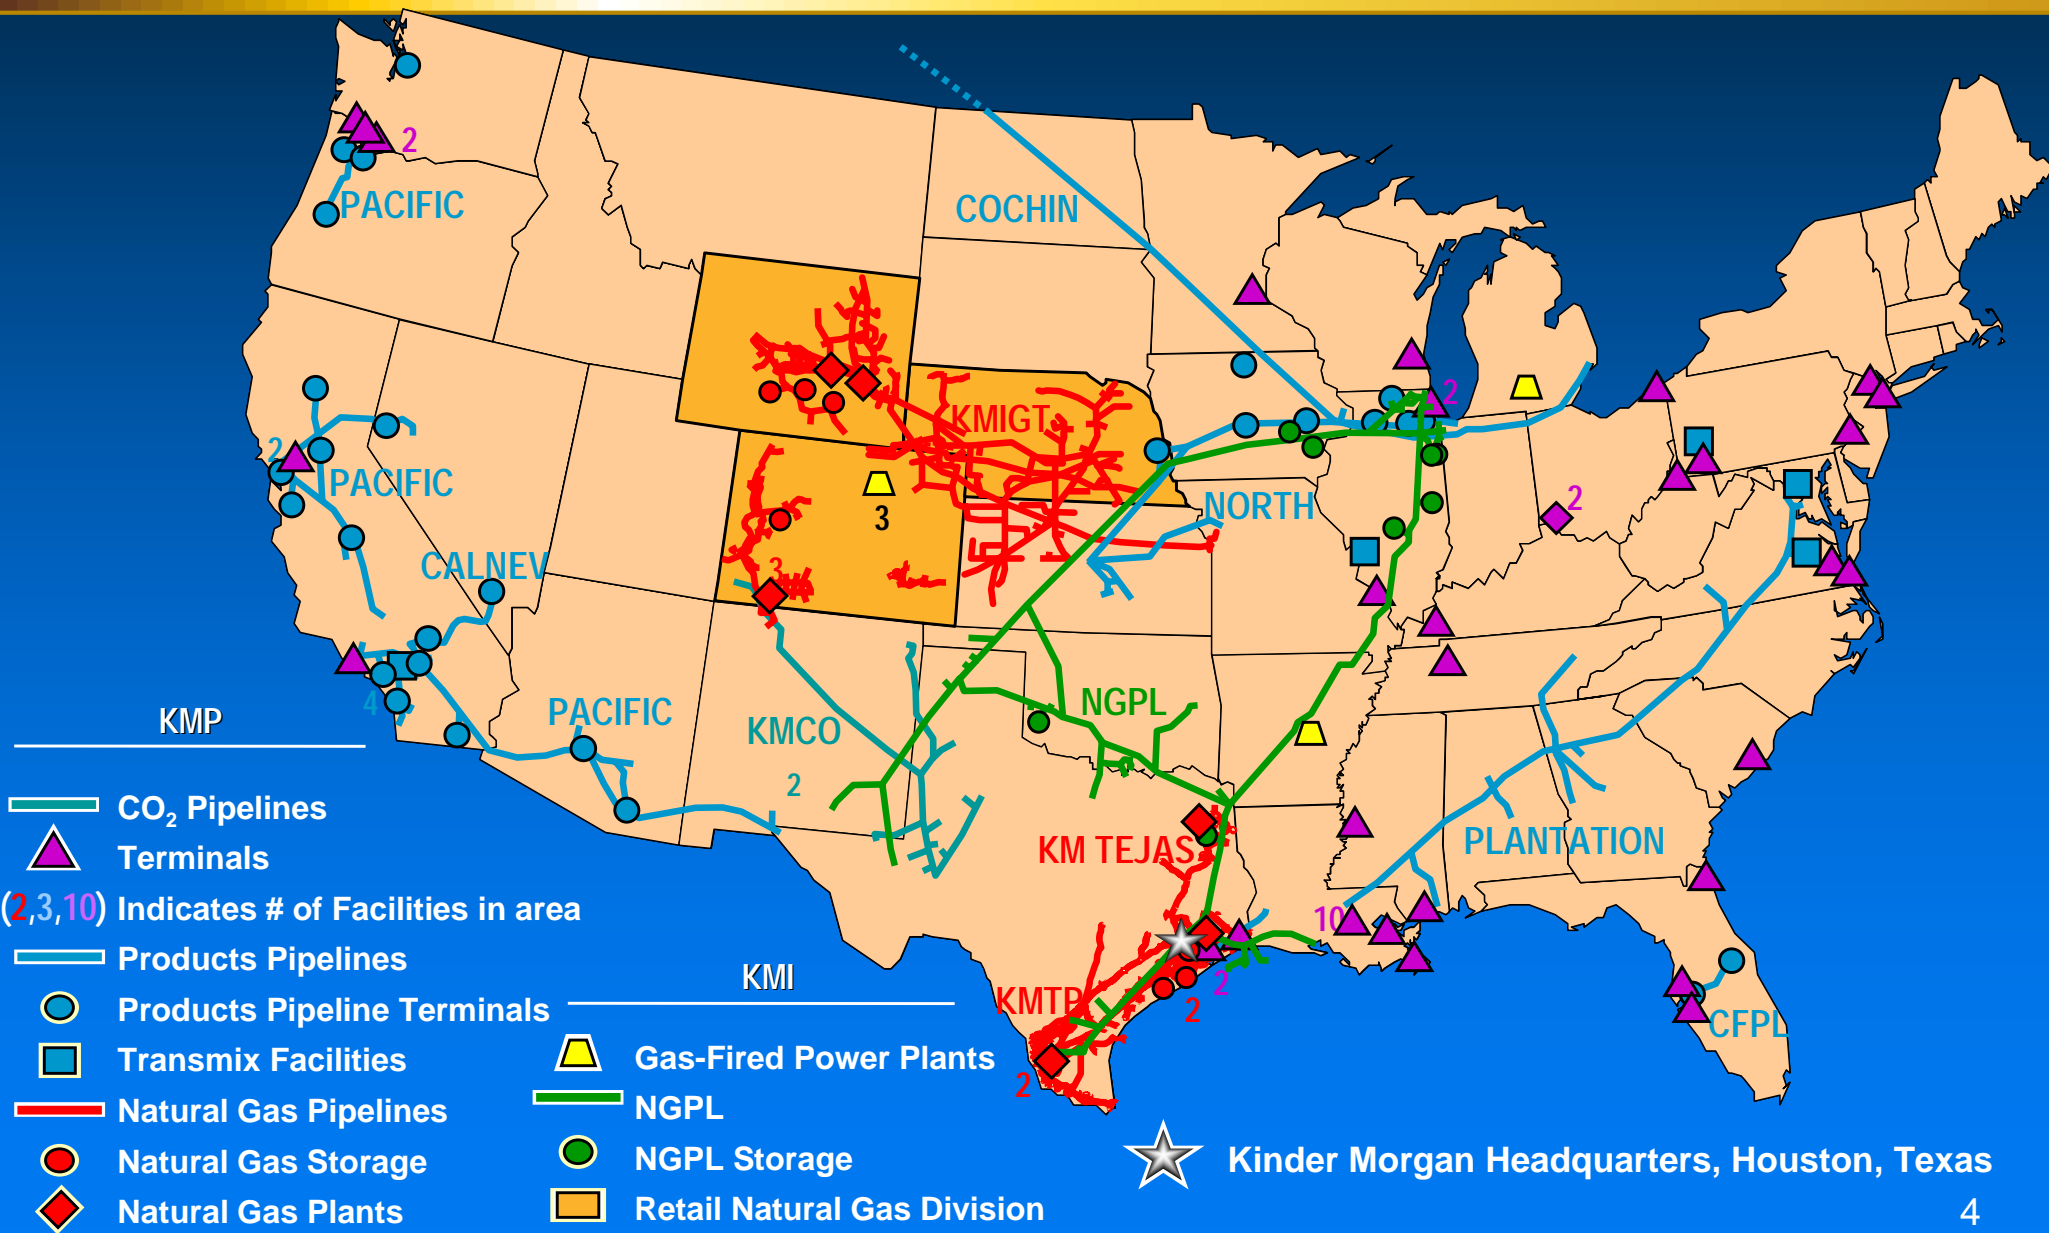 2
PACIFIC
COCHIN
2
KMIGT
2
PACIFIC
3
NORTH
2
CALNEV
3
4
PACIFIC
KMCO
2
NGPL
KM TEJAS
PLANTATION
10
2
KMTP
2
2
CFPL
KMP
CO2 Pipelines
Terminals
(2,3,10) Indicates # of Facilities in area
Products Pipelines
Products Pipeline Terminals
Transmix Facilities
Natural Gas Pipelines
Natural Gas Storage
Natural Gas Plants
KMI
Gas-Fired Power Plants
NGPL
NGPL Storage
Retail Natural Gas Division
Kinder Morgan Headquarters, Houston, Texas
4